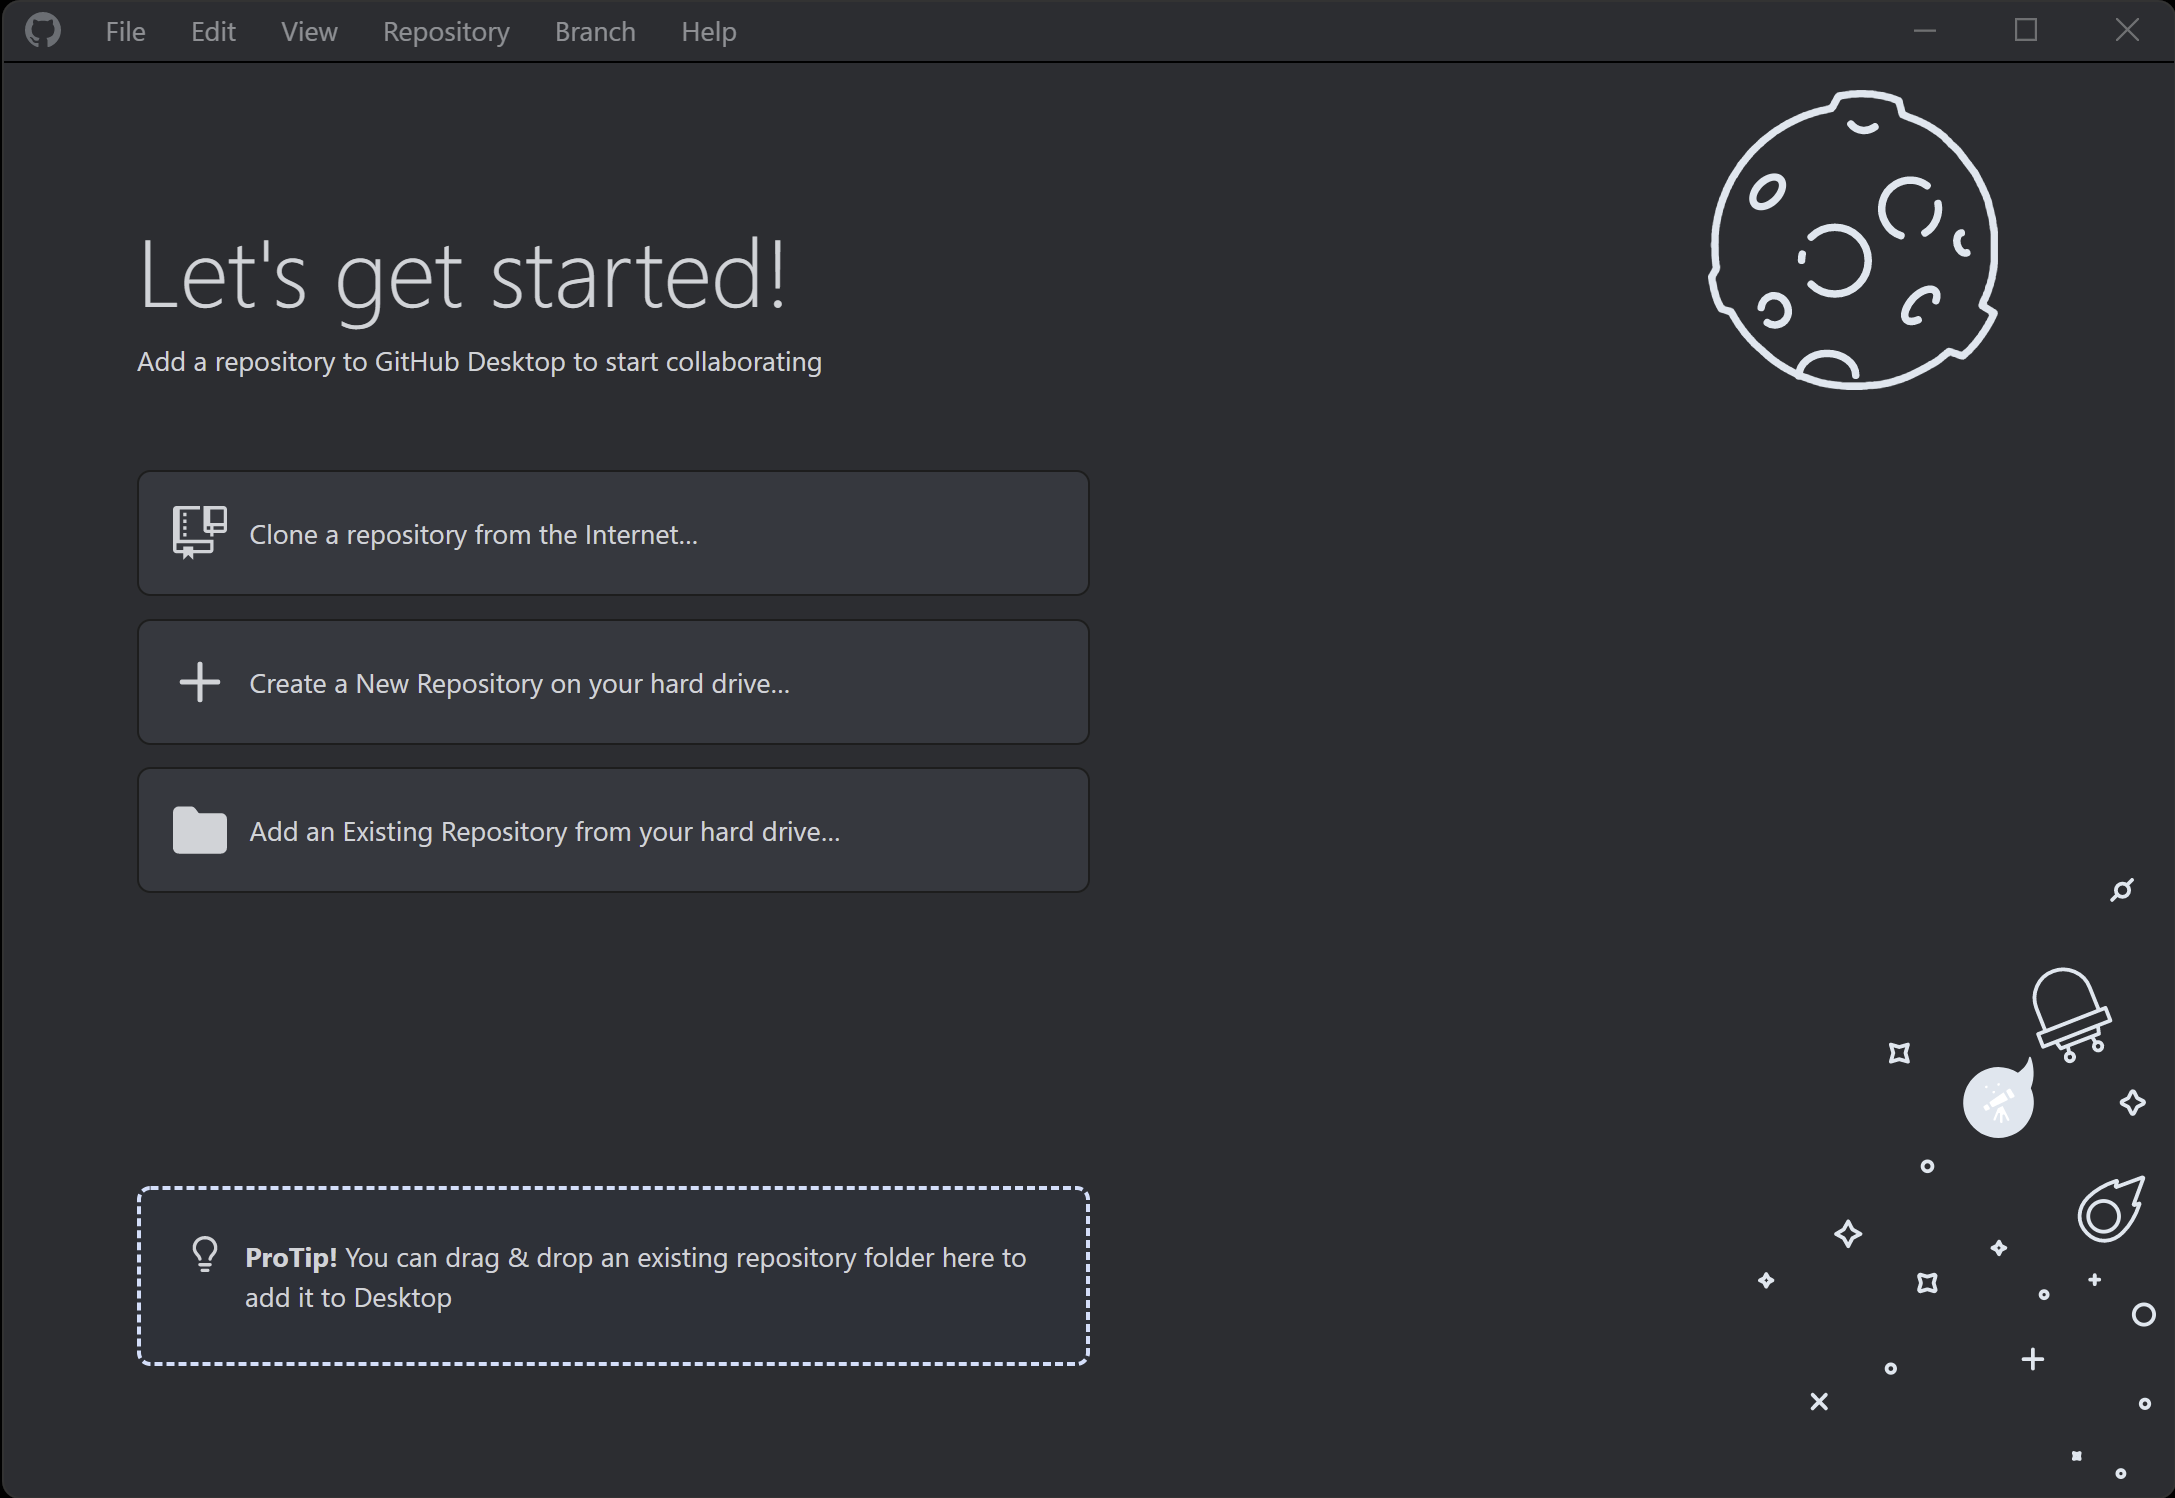 File Edit View Repository Branch Help
Let's get started!
Add a repository to GitHub Desktop to start collaborating
Clone a repository from the Internet...
Create a New Repository on your hard drive...
Add an Existing Repository from your hard drive...
ProTip! You can drag & drop an existing repository folder here to
add it to Desktop